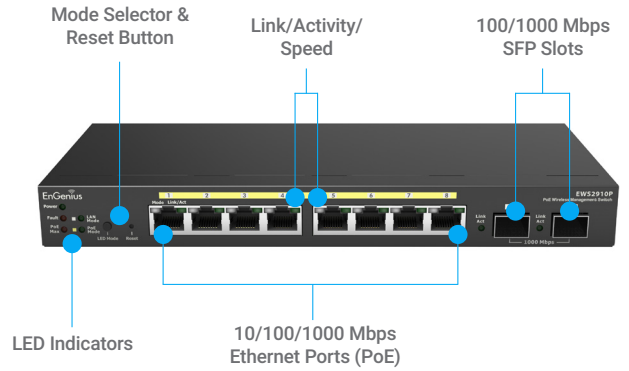 Mode Selector &
Reset Button
Link/Activity/
Speed
100/1000 Mbps
SFP Slots
EnGenius
EWS2910P
PoE Wireless Management Switch
1 2 3 4 5 6 7 8
Mode Link/Act
Power
Fault
LAN
Mode
PoE
Max
PoE
Mode
LED Mode
Reset
Link
Act
Link
Act
1000 Mbps
LED Indicators
10/100/1000 Mbps
Ethernet Ports (PoE)